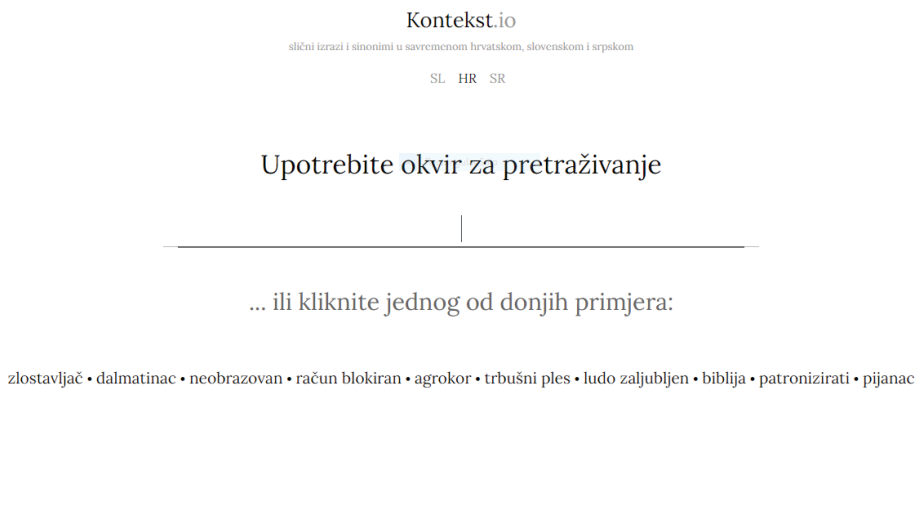 Kontekst.io
slični izrazi i sinonimi u savremenom hrvatskom, slovenskom i srpskom
SL HR SR
Upotrebite okvir za pretraživanje
... ili kliknite jednog od donjih primjera:
zlostavljač • dalmatinac • neobrazovan • račun blokiran • agrokor • trbušni ples • ludo zaljubljen • biblija • patronizirati • pijanac